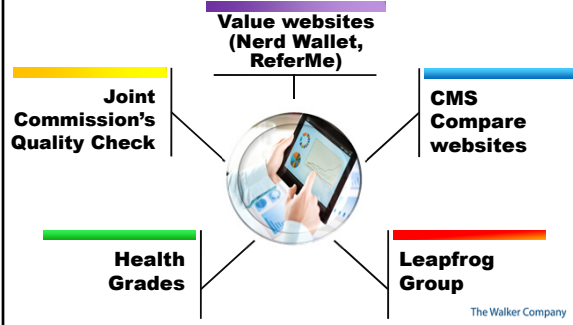 Value websites
(Nerd Wallet,
ReferMe)
Joint
Commission's
Quality Check
CMS
Compare
websites
Health
Grades
Leapfrog
Group
The Walker Company